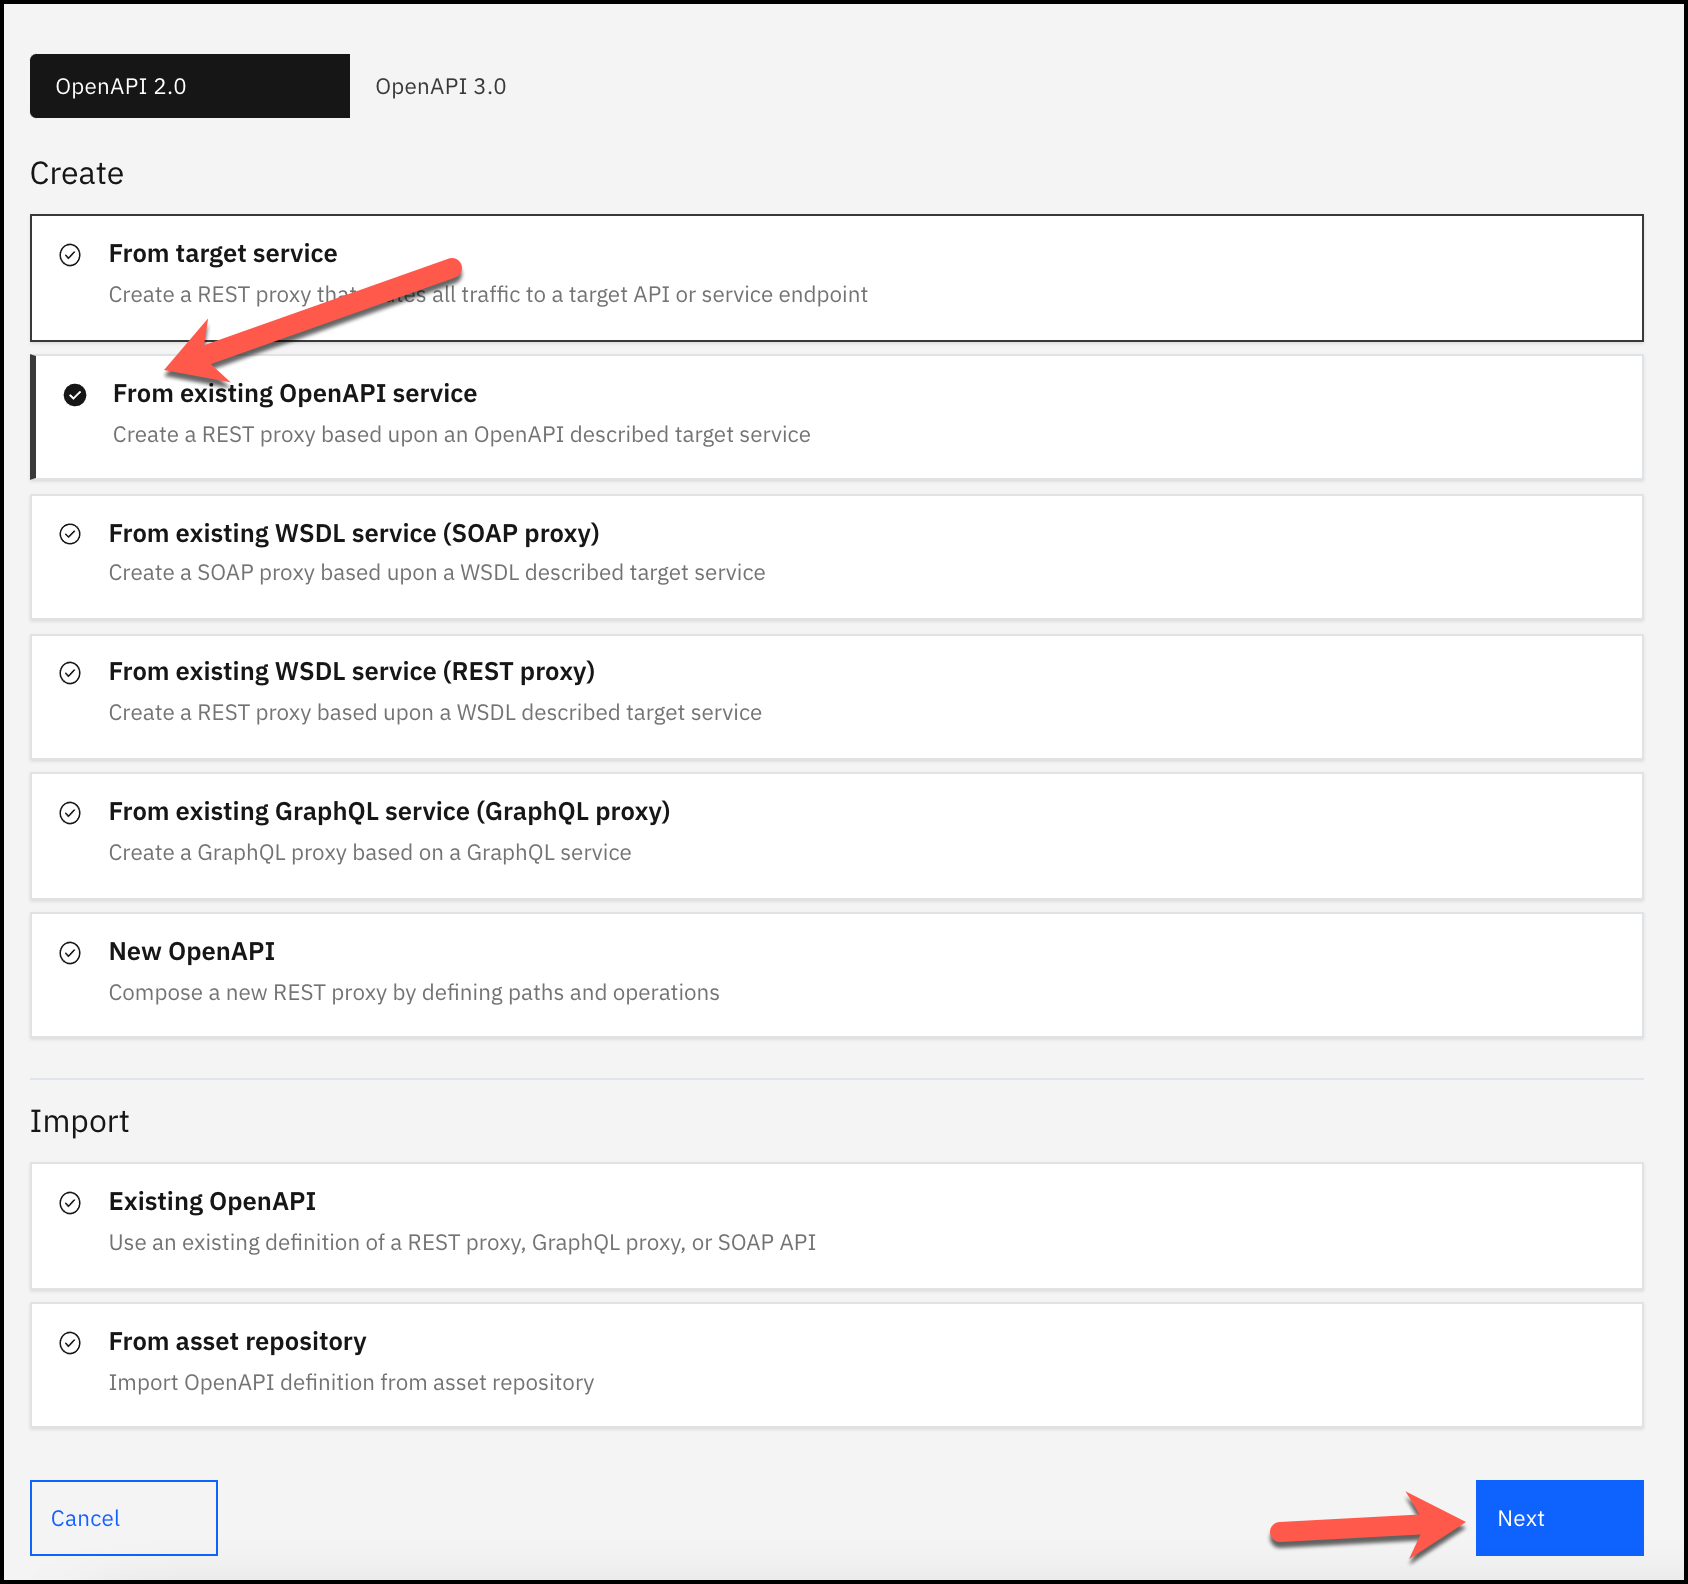 OpenAPI 2.0
OpenAPI 3.0
Create
From target service
Create a REST proxy that all traffic to a target API or service endpoint
From existing OpenAPI service
Create a REST proxy based upon an OpenAPI described target service
From existing WSDL service (SOAP proxy)
Create a SOAP proxy based upon a WSDL described target service
From existing WSDL service (REST proxy)
Create a REST proxy based upon a WSDL described target service
From existing GraphQL service (GraphQL proxy)
Create a GraphQL proxy based on a GraphQL service
New OpenAPI
Compose a new REST proxy by defining paths and operations
Import
Existing OpenAPI
Use an existing definition of a REST proxy, GraphQL proxy, or SOAP API
From asset repository
Import OpenAPI definition from asset repository
Cancel
Next